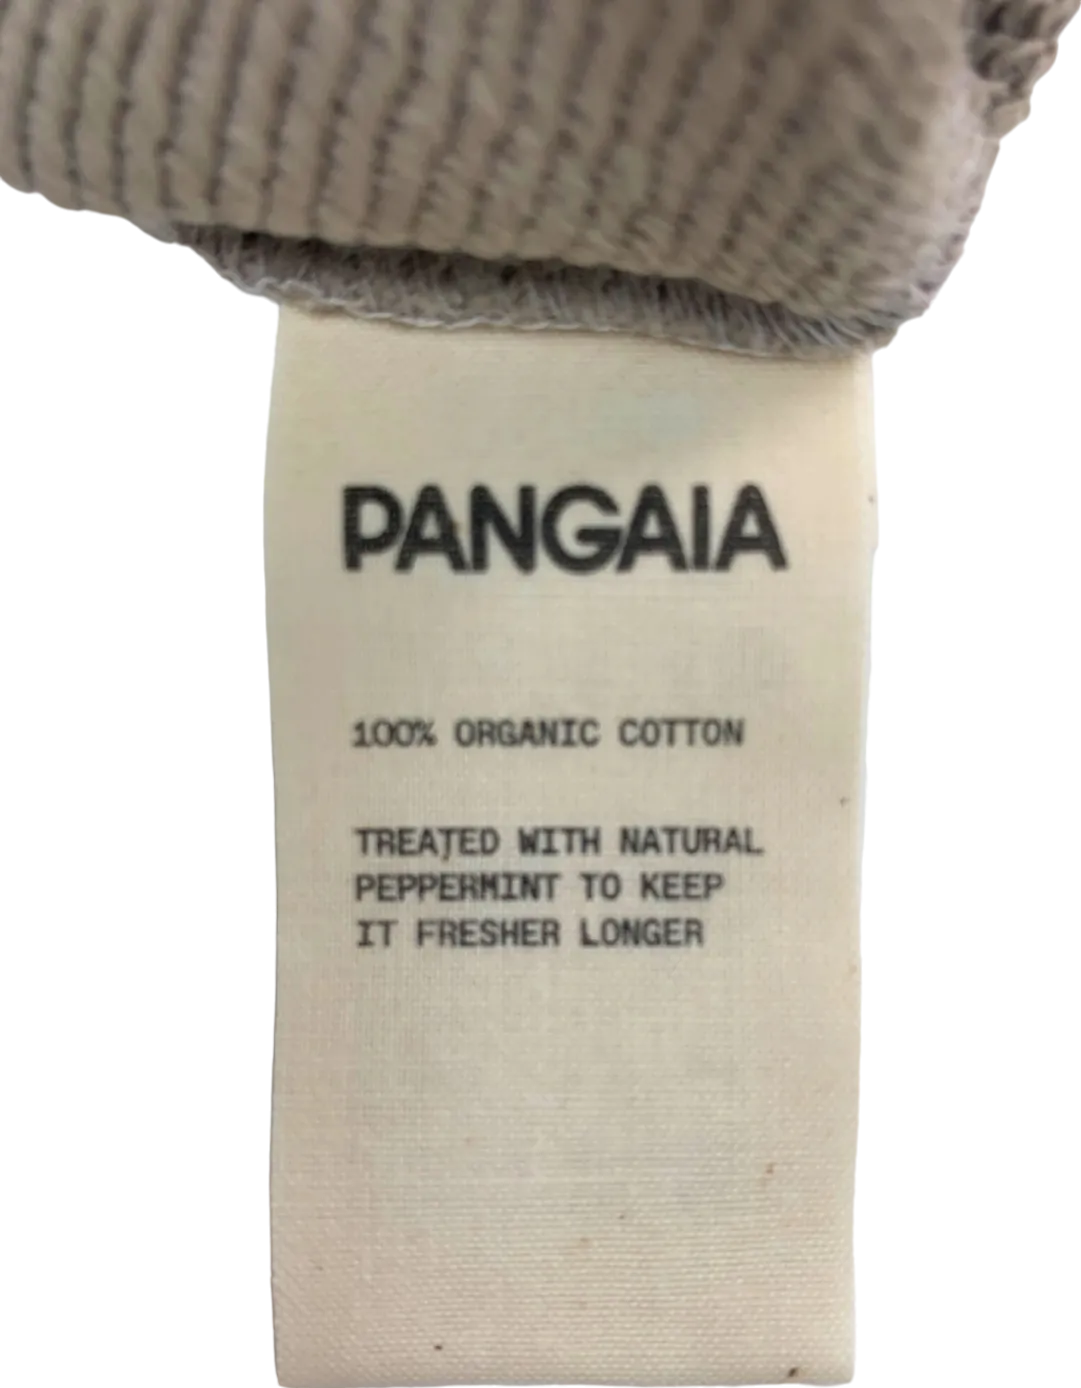 PANGAIA
100% ORGANIC COTTON
TREATED WITH NATURAL
PEPPERMINT TO KEEP
IT FRESHER LONGER